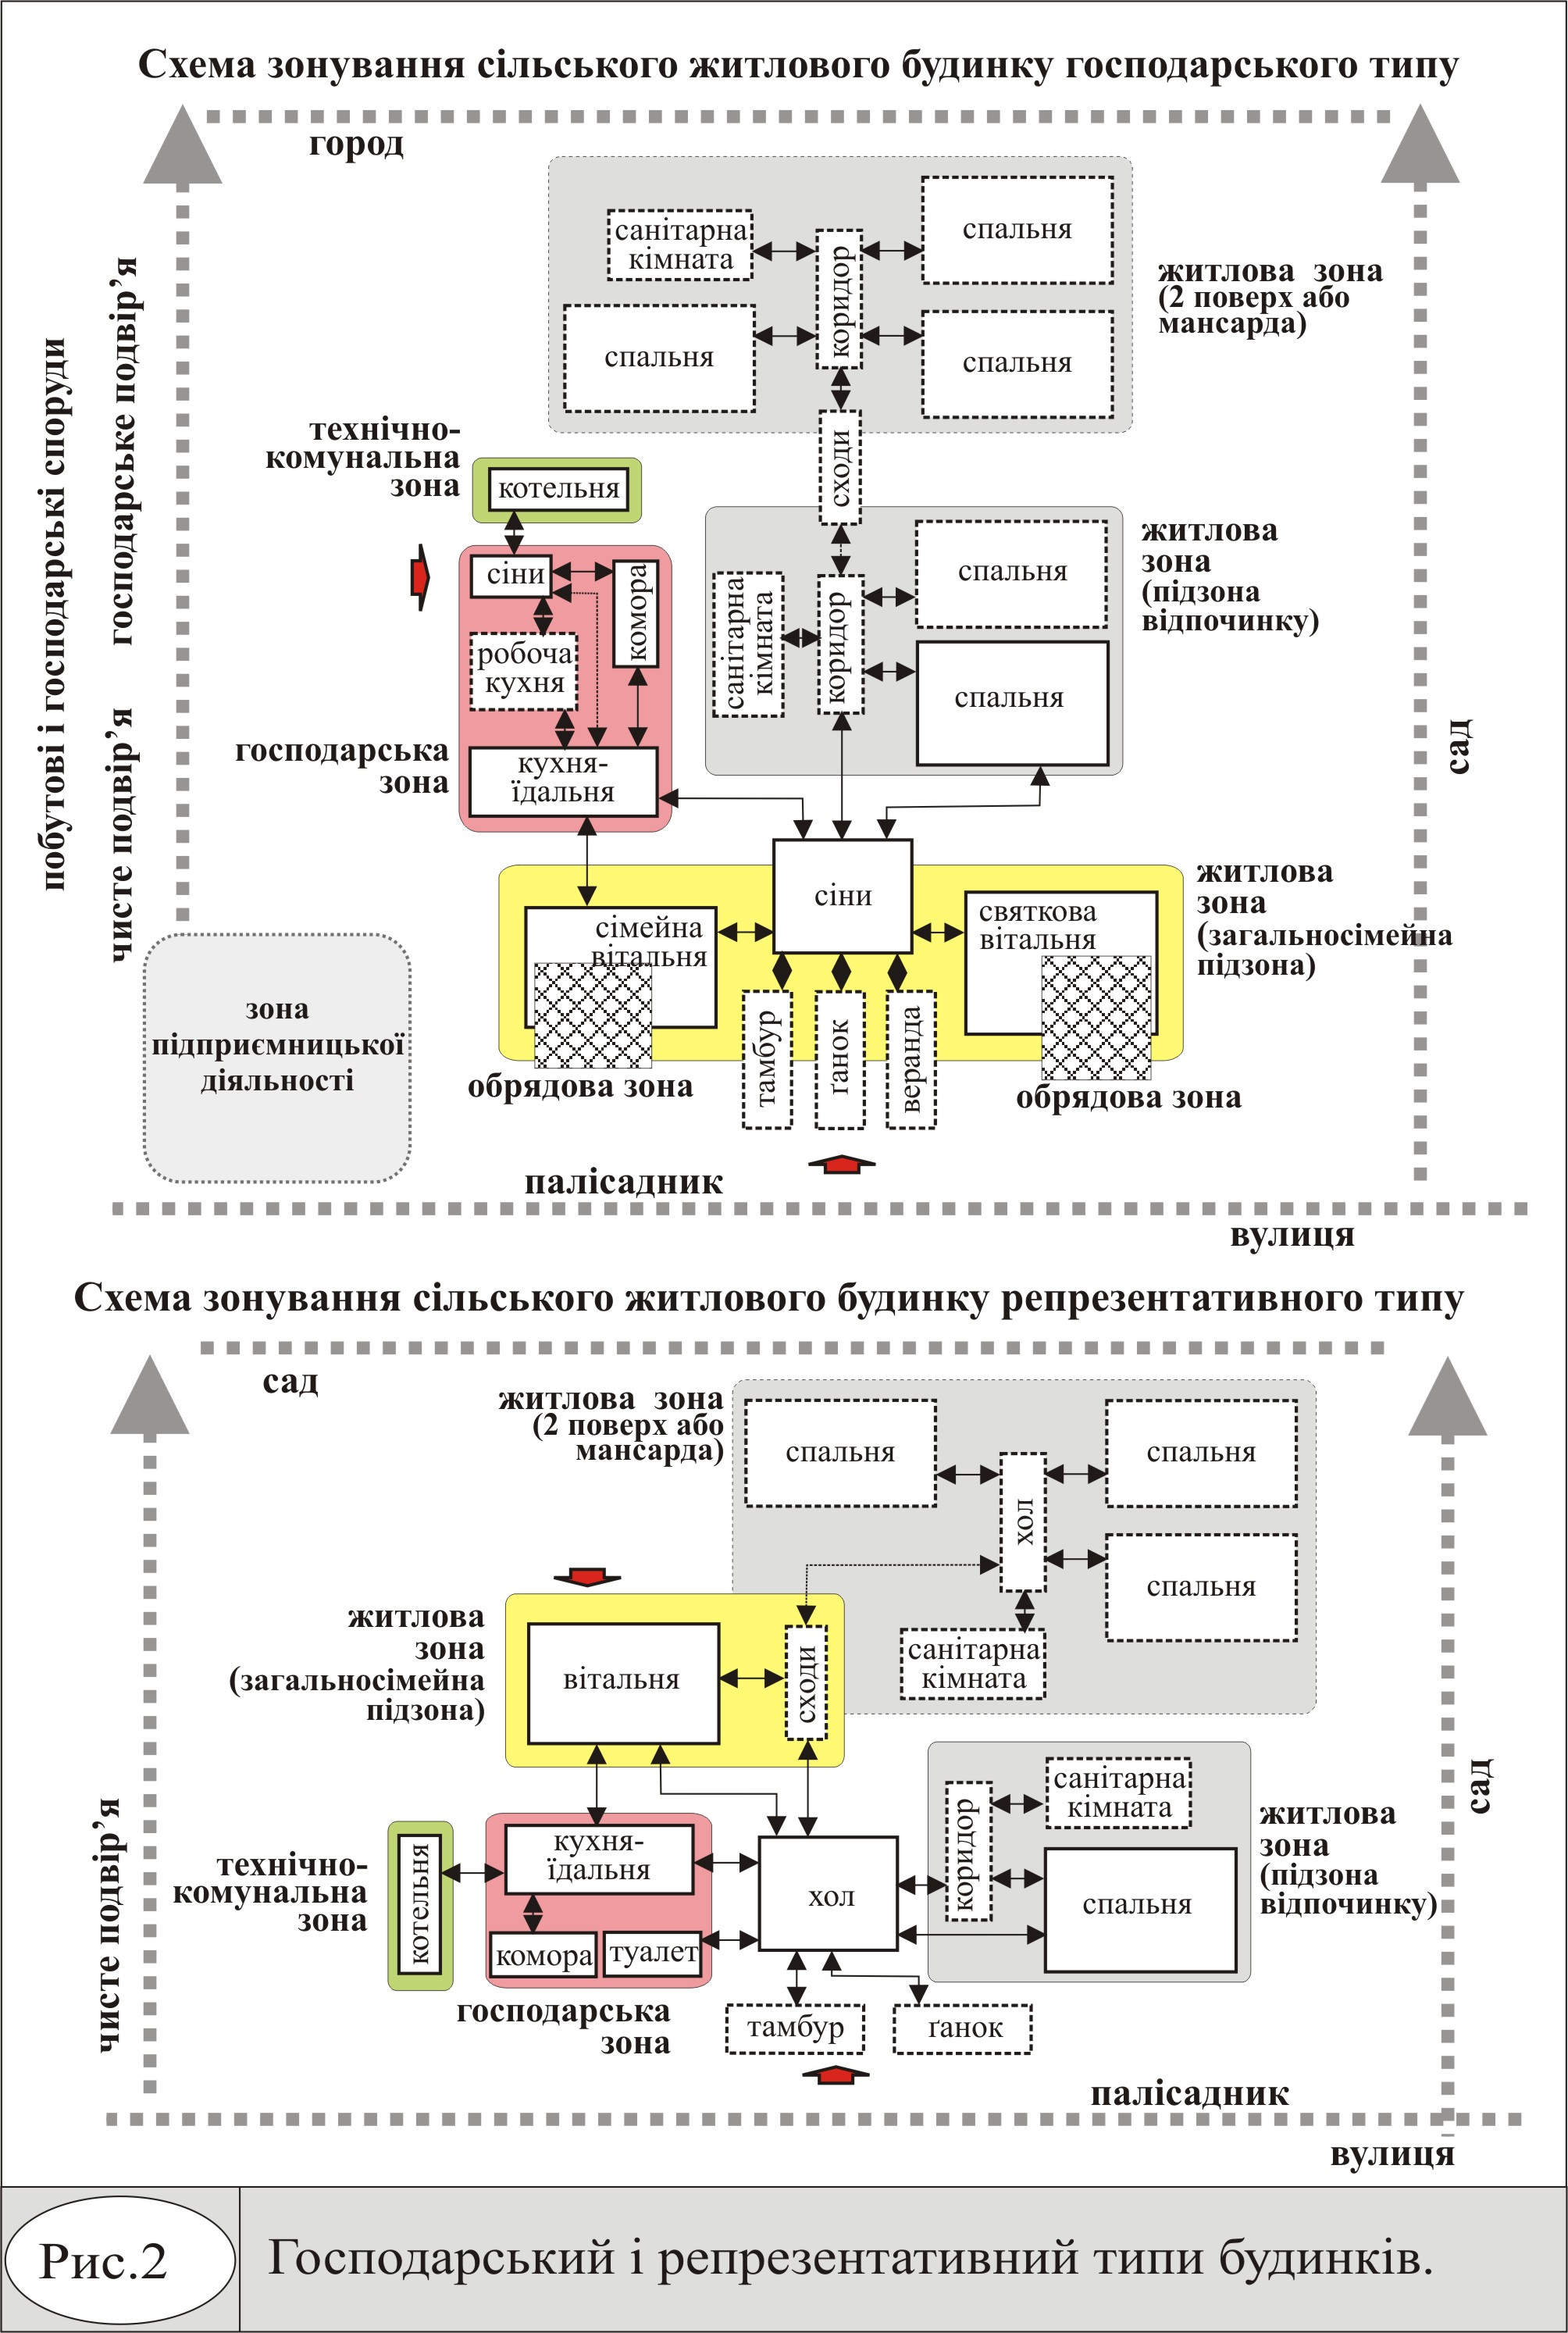 Схема зонування сільського житлового будинку господарського типу
город
побутові і господарські споруди
господарське подвір’я
чисте подвір’я
санітарна
кімната
коридор
спальня
спальня
спальня
житлова зона
(2 поверх або
мансарда)
сходи
технічно-
комунальна
зона
котельня
сіни
комора
робоча
кухня
кухня-
їдальня
господарська
зона
санітарна
кімната
коридор
спальня
спальня
житлова
зона
(підзона
відпочинку)
сад
сіни
сімейна
вітальня
святкова
вітальня
житлова
зона
(загальносімейна
підзона)
зона
підприємницької
діяльності
обрядова зона
тамбур
ґанок
веранда
обрядова зона
палісадник
вулиця
Схема зонування сільського житлового будинку репрезентативного типу
сад
житлова зона
(2 поверх або
мансарда)
спальня
хол
спальня
спальня
санітарна
кімната
житлова
зона
(загальносімейна
підзона)
вітальня
сходи
сад
чисте подвір’я
технічно-
комунальна
зона
котельня
кухня-
їдальня
комора
туалет
господарська
зона
хол
коридор
санітарна
кімната
спальня
житлова
зона
(підзона
відпочинку)
тамбур
ґанок
палісадник
вулиця
Рис.2
Господарський і репрезентативний типи будинків.